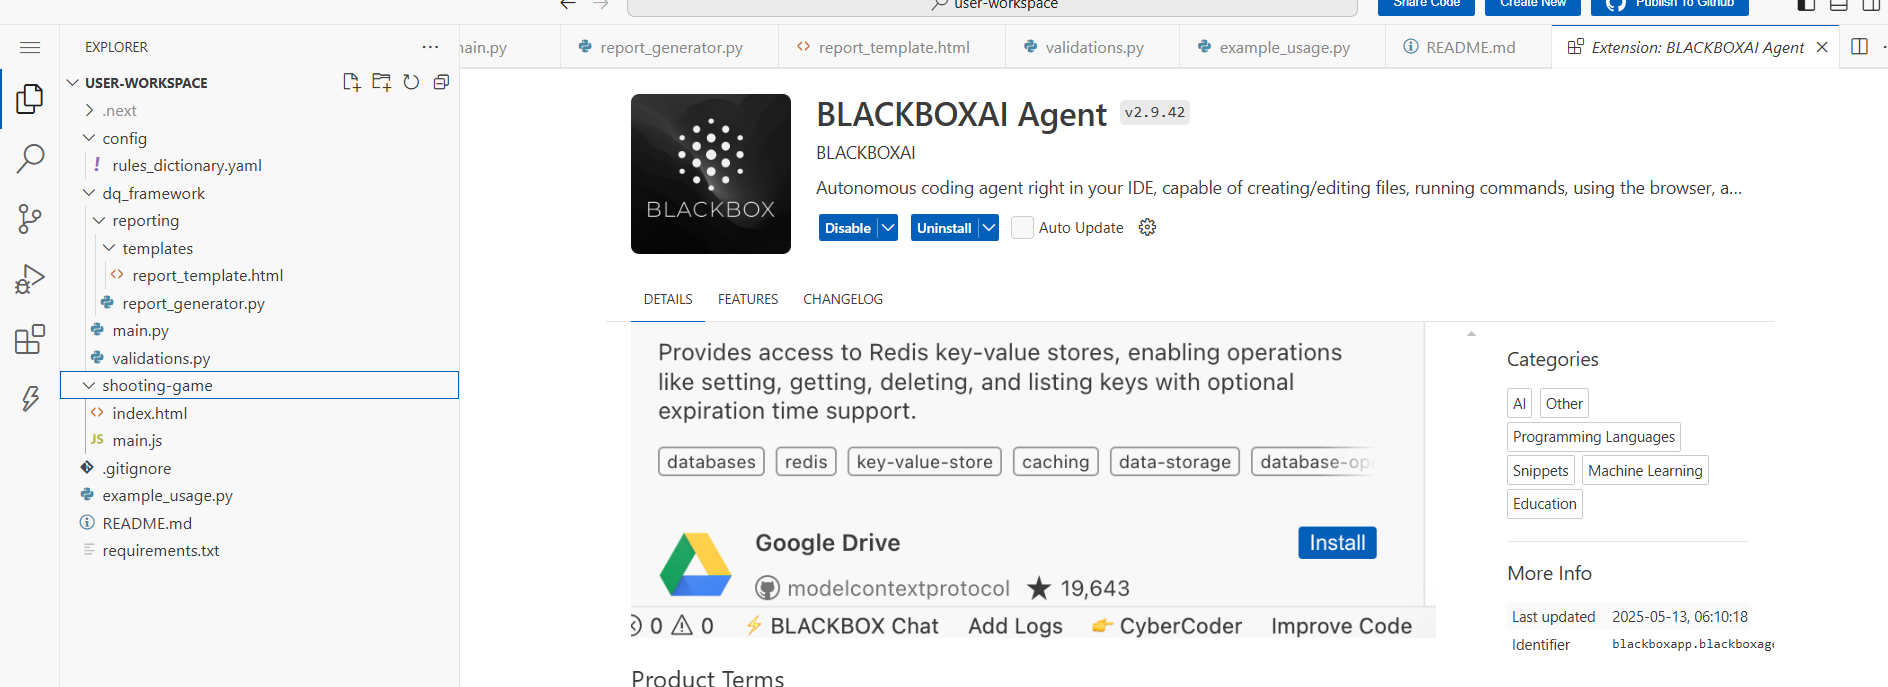 user-workspace
Share Code
Create New
Publish To Github
EXPLORER
USER-WORKSPACE
.next
config
rules_dictionary.yaml
dq_framework
reporting
templates
report_template.html
report_generator.py
main.py
validations.py
shooting-game
index.html
JS main.js
.gitignore
example_usage.py
README.md
requirements.txt
report_generator.py
report_template.html
validations.py
example_usage.py
README.md
Extension: BLACKBOXAI Agent
BLACKBOX
BLACKBOXAI Agent v2.9.42
BLACKBOXAI
Autonomous coding agent right in your IDE, capable of creating/editing files, running commands, using the browser, a...
Disable
Uninstall
Auto Update
DETAILS
FEATURES
CHANGELOG
Provides access to Redis key-value stores, enabling operations
like setting, getting, deleting, and listing keys with optional
expiration time support.
databases
redis
key-value-store
caching
data-storage
database-op
Google Drive
Install
modelcontextprotocol ★ 19,643
0 0 BLACKBOX Chat Add Logs CyberCoder Improve Code
Product Terms
Categories
AI
Other
Programming Languages
Snippets
Machine Learning
Education
More Info
Last updated 2025-05-13, 06:10:18
Identifier blackboxapp.blackboxage